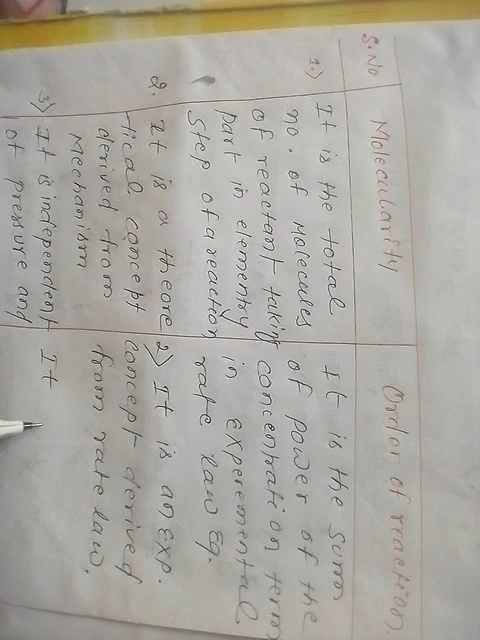 S.No Molecularity Order of reaction.
1.) It is the total
no. of Molecules
of reactant taking
part in elementry
Step of a reaction
It is the sum
of power of the
concentration term
in experemental
rate law Eq.
2. It is a theore
tical concept
derived from
Mechanism
2) It is an exp.
concept derived
from rate law.
3) It is independent
of pressure and
It